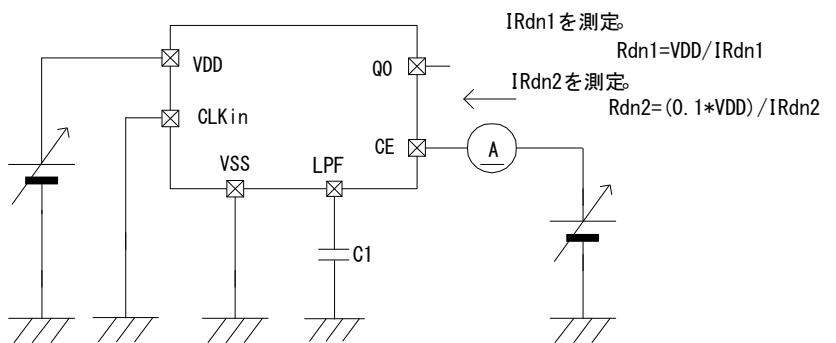 IRdn1を測定。
Rdn1=VDD/IRdn1
IRdn2を測定。
Rdn2=(0.1*VDD)/IRdn2
VDD
Q0
CLKin
CE
A
VSS
LPF
C1